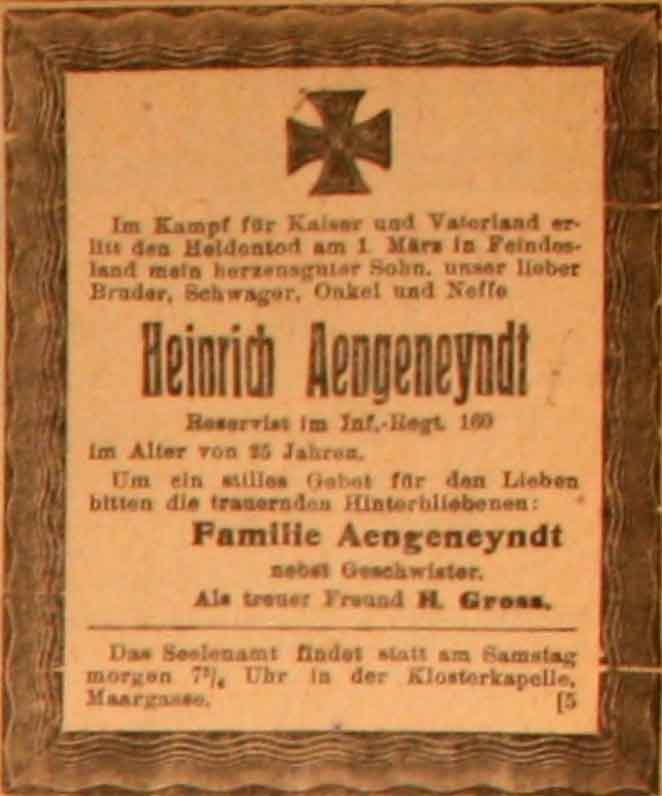 Im Kampf für Kaiser und Vaterland er-
litt den Heldentod am 1. März in Feindes-
land mein herzensguter Sohn, unser lieber
Bruder, Schwager, Onkel und Neffe
Heinrich Aengeneyndt
Reservist im Inf.-Regt. 160
im Alter von 25 Jahren.
Um ein stilles Gebet für den Lieben
bitten die trauernden Hinterbliebenen:
Familie Aengeneyndt
nebst Geschwister.
Als treuer Freund H. Gross.
Das Seelenamt findet statt am Samstag
morgen 7¾ Uhr in der Klosterkapelle,
Maargasse. [5